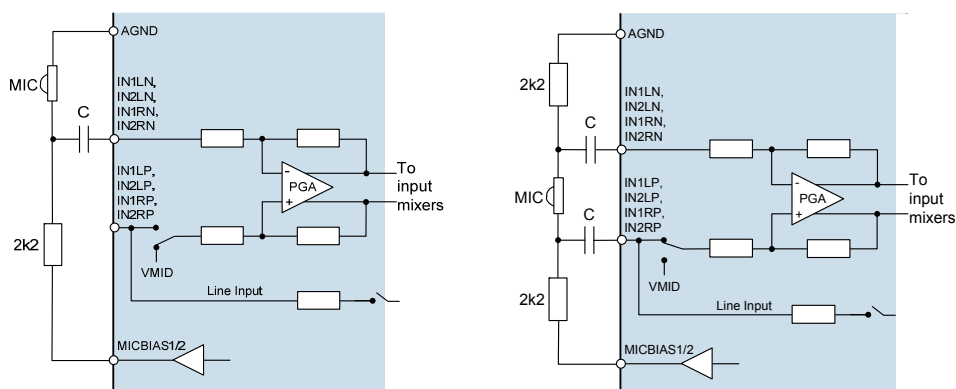 AGND
MIC
IN1LN,
IN2LN,
IN1RN,
IN2RN
C
IN1LP,
IN2LP,
IN1RP,
IN2RP
-
PGA
+
To
input
mixers
2k2
VMID
Line Input
MICBIAS1/2
AGND
2k2
IN1LN,
IN2LN,
IN1RN,
IN2RN
C
MIC
IN1LP,
IN2LP,
IN1RP,
IN2RP
C
-
PGA
+
To
input
mixers
VMID
2k2
Line Input
MICBIAS1/2